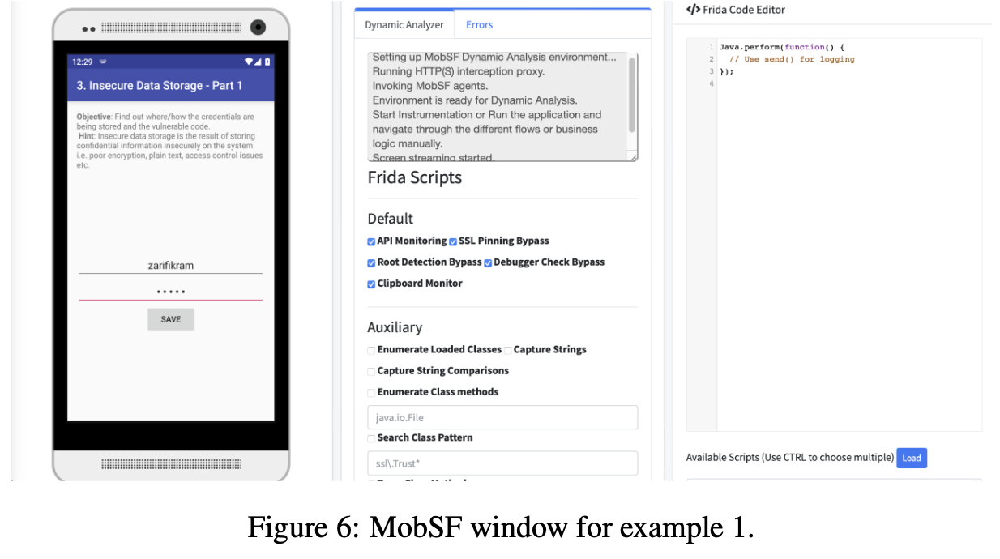 12:29
3. Insecure Data Storage - Part 1
Objective: Find out where/how the credentials are
being stored and the vulnerable code.
Hint: Insecure data storage is the result of storing
confidential information insecurely on the system
i.e. poor encryption, plain text, access control issues
etc.
zarifikram
•••••
SAVE
Dynamic Analyzer
Errors
Setting up MobSF Dynamic Analysis environment...
Running HTTP(S) interception proxy.
Invoking MobSF agents.
Environment is ready for Dynamic Analysis.
Start Instrumentation or Run the application and
navigate through the different flows or business
logic manually.
Screen streaming started.
Frida Scripts
Default
API Monitoring SSL Pinning Bypass
Root Detection Bypass Debugger Check Bypass
Clipboard Monitor
Auxiliary
Enumerate Loaded Classes Capture Strings
Capture String Comparisons
Enumerate Class methods
java.io.File
Search Class Pattern
ssl\.Trust*
</> Frida Code Editor
1 Java.perform(function() {
2 // Use send() for logging
3 });
4
Available Scripts (Use CTRL to choose multiple) Load
Figure 6: MobSF window for example 1.